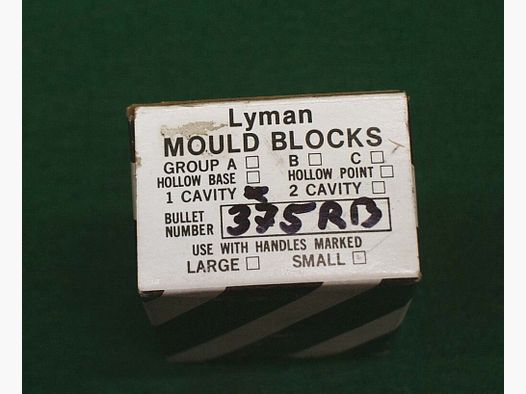 Lyman
MOULD BLOCKS
GROUP A □ B □ C □
HOLLOW BASE □ HOLLOW POINT □
1 CAVITY 2 CAVITY □
BULLET NUMBER 375RB
USE WITH HANDLES MARKED
LARGE □ SMALL □